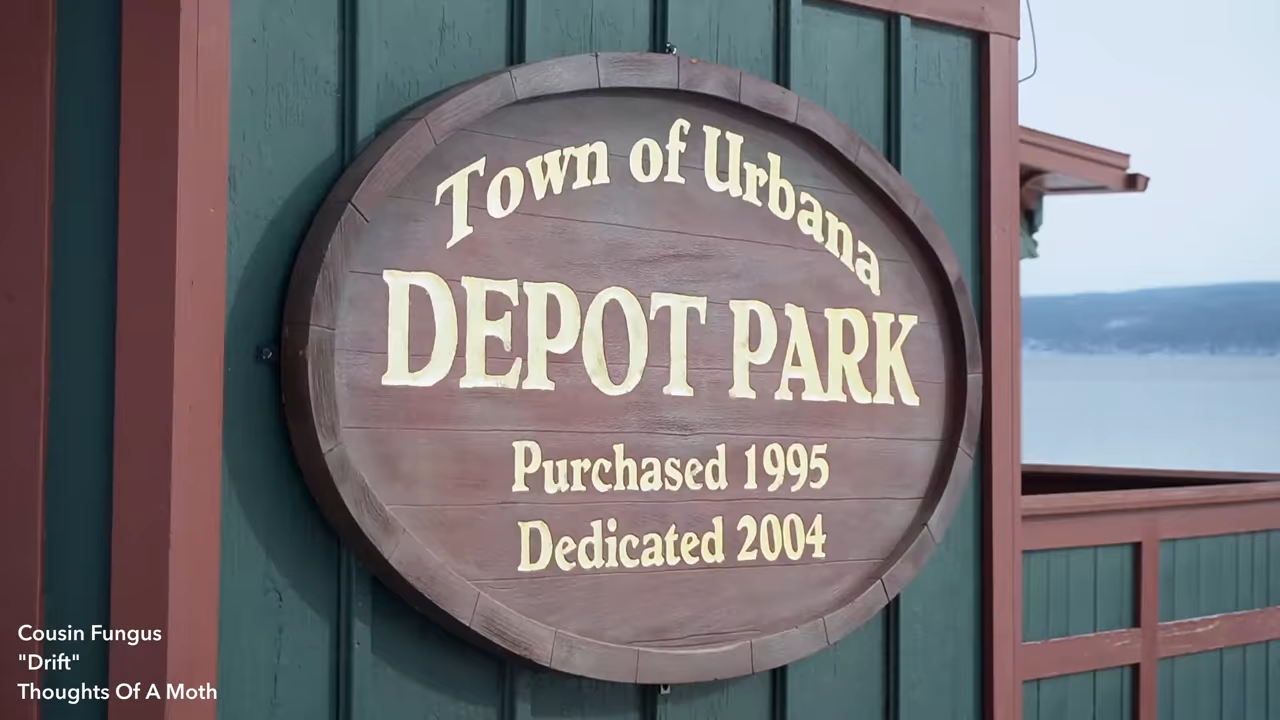 Town of Urbana
DEPOT PARK
Purchased 1995
Dedicated 2004
Cousin Fungus
"Drift"
Thoughts Of A Moth